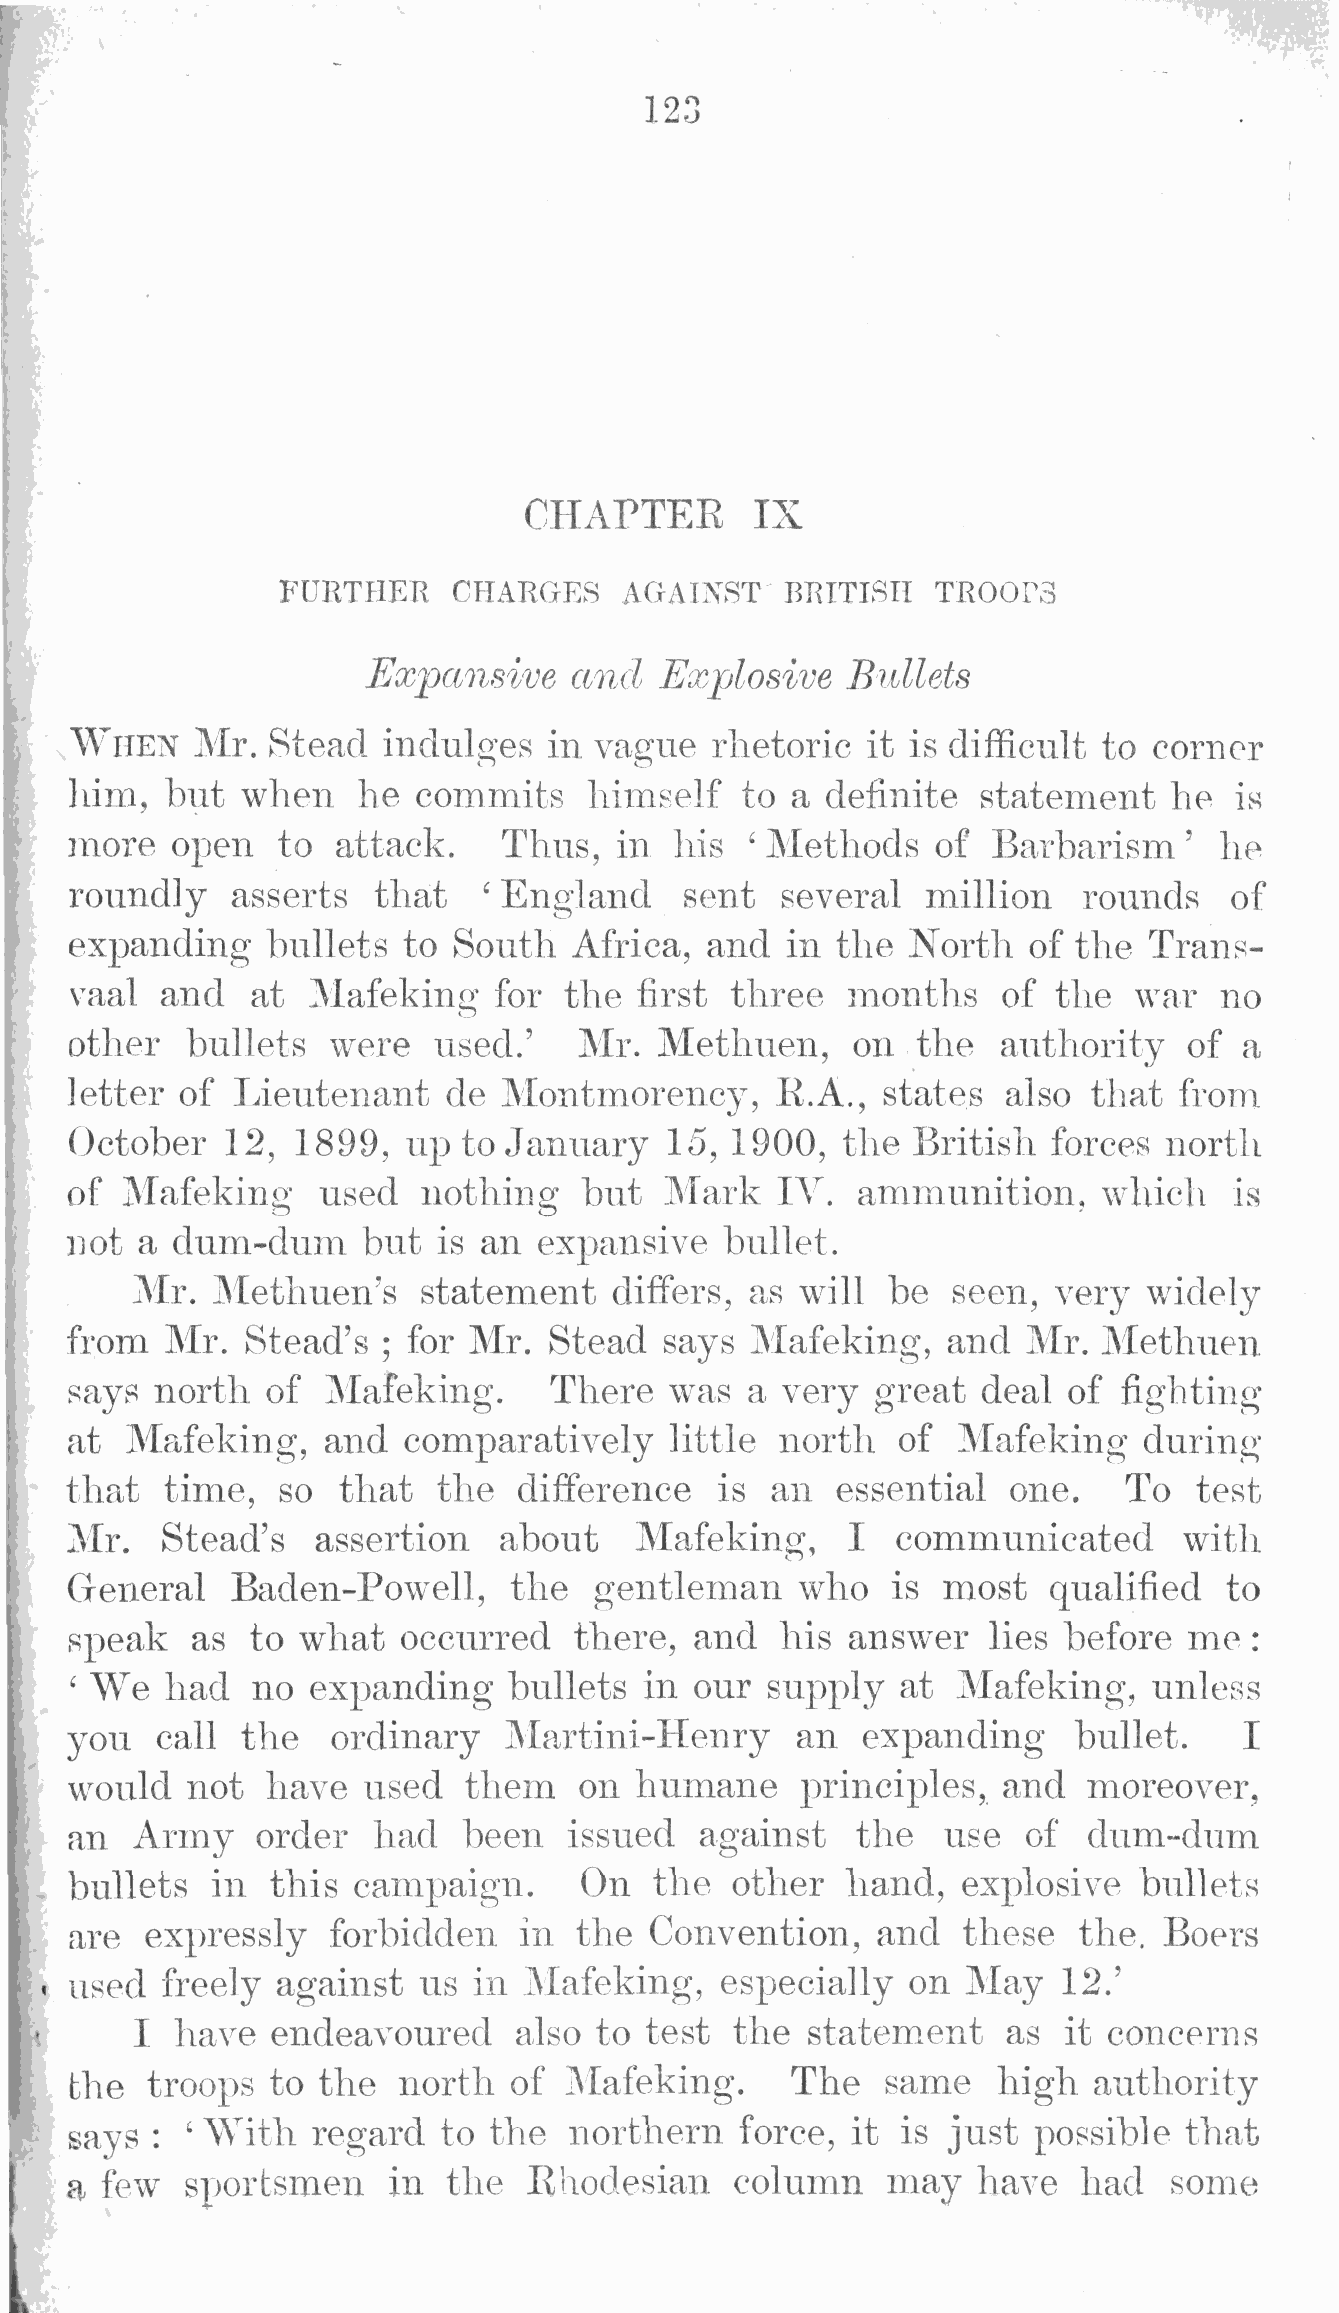 123
CHAPTER IX
FURTHER CHARGES AGAINST BRITISH TROOPS
Expansive and Explosive Bullets
WHEN Mr. Stead indulges in vague rhetoric it is difficult to corner
him, but when he commits himself to a definite statement he is
more open to attack. Thus, in his ‘Methods of Barbarism’ he
roundly asserts that ‘England sent several million rounds of
expanding bullets to South Africa, and in the North of the Trans-
vaal and at Mafeking for the first three months of the war no
other bullets were used.’ Mr. Methuen, on the authority of a
letter of Lieutenant de Montmorency, R.A., states also that from
October 12, 1899, up to January 15, 1900, the British forces north
of Mafeking used nothing but Mark IV. ammunition, which is
not a dum-dum but is an expansive bullet.
Mr. Methuen’s statement differs, as will be seen, very widely
from Mr. Stead’s ; for Mr. Stead says Mafeking, and Mr. Methuen
says north of Mafeking. There was a very great deal of fighting
at Mafeking, and comparatively little north of Mafeking during
that time, so that the difference is an essential one. To test
Mr. Stead’s assertion about Mafeking, I communicated with
General Baden-Powell, the gentleman who is most qualified to
speak as to what occurred there, and his answer lies before me :
‘We had no expanding bullets in our supply at Mafeking, unless
you call the ordinary Martini-Henry an expanding bullet. I
would not have used them on humane principles, and moreover,
an Army order had been issued against the use of dum-dum
bullets in this campaign. On the other hand, explosive bullets
are expressly forbidden in the Convention, and these the Boers
used freely against us in Mafeking, especially on May 12.’
I have endeavoured also to test the statement as it concerns
the troops to the north of Mafeking. The same high authority
says : ‘With regard to the northern force, it is just possible that
a few sportsmen in the Rhodesian column may have had some